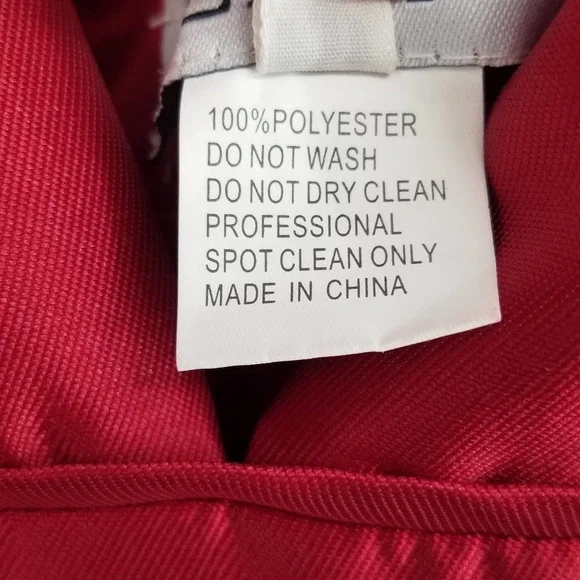 100%POLYESTER
DO NOT WASH
DO NOT DRY CLEAN
PROFESSIONAL
SPOT CLEAN ONLY
MADE IN CHINA